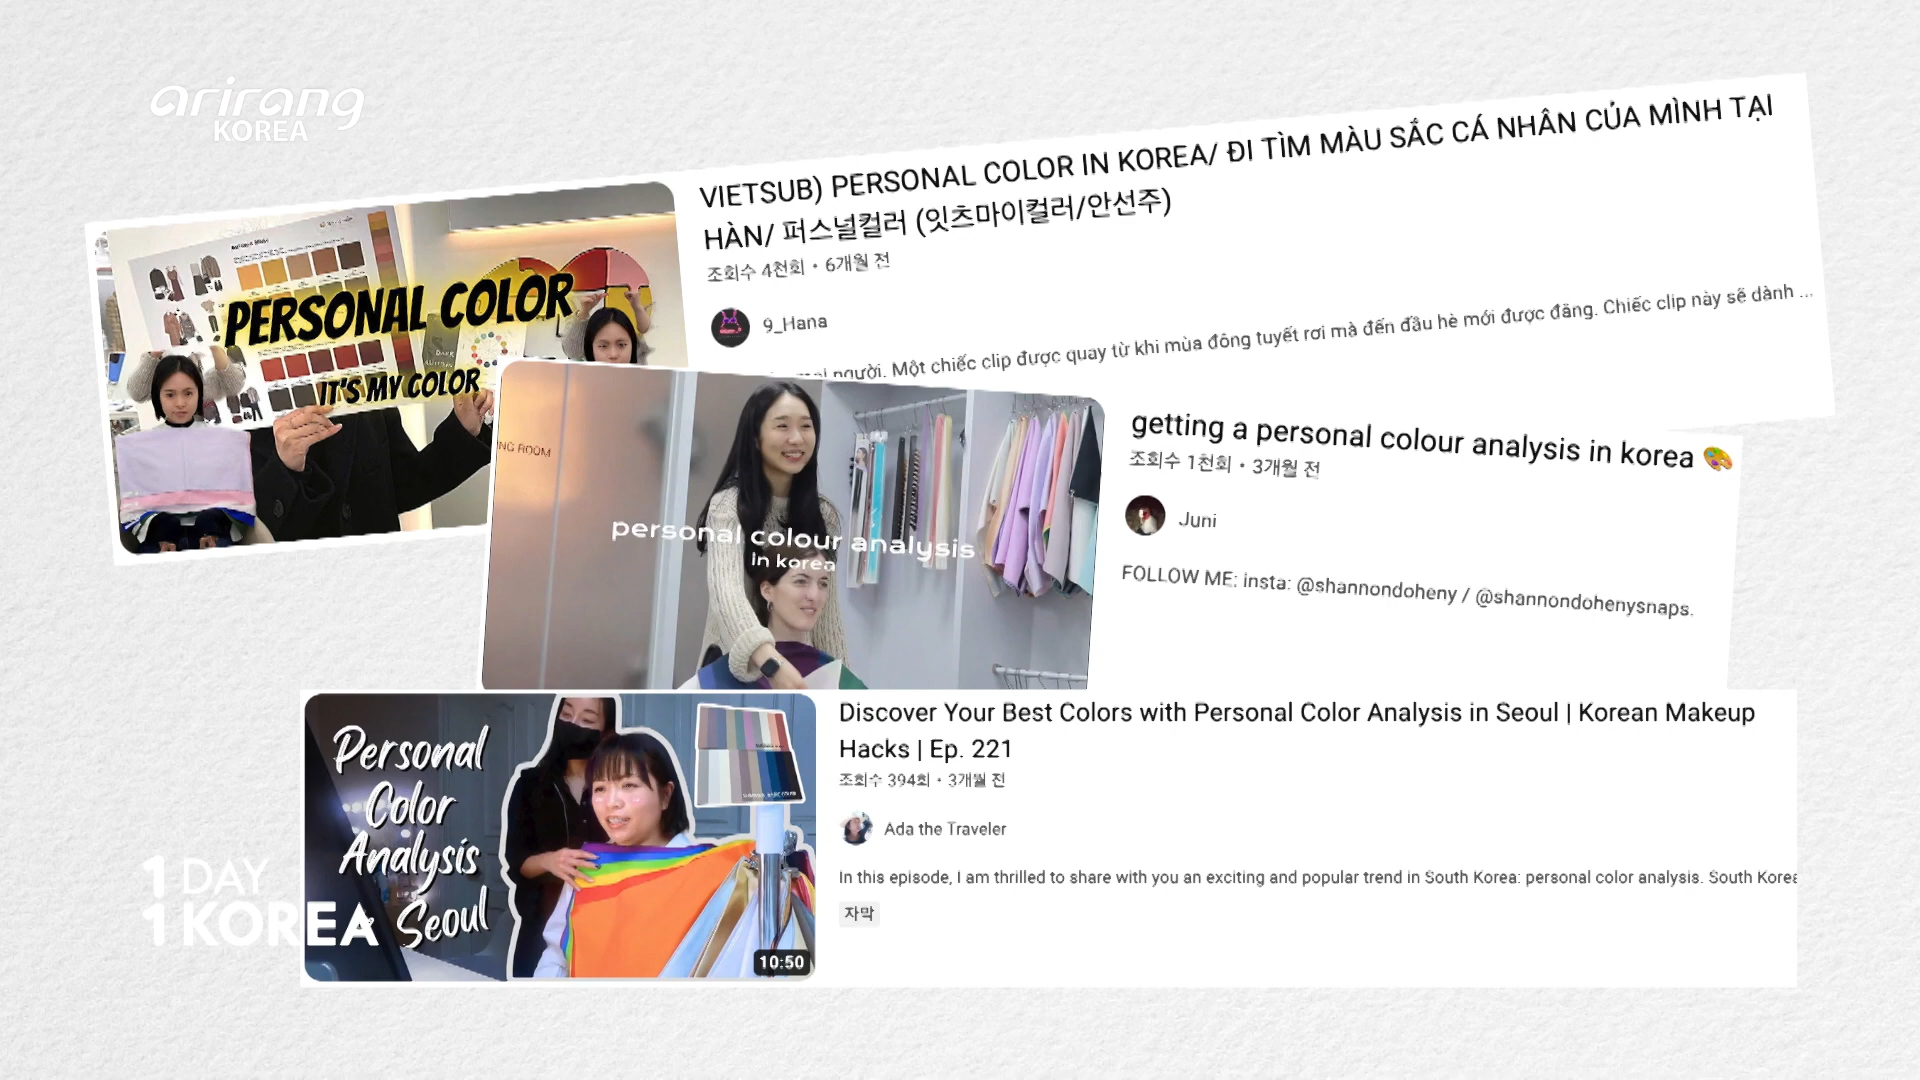 arirang
KOREA
VIETSUB) PERSONAL COLOR IN KOREA/ ĐI TÌM MÀU SẮC CÁ NHÂN CỦA MÌNH TẠI
HÀN/ 퍼스널컬러 (잇츠마이컬러/안선주)
조회수 4천회 • 6개월 전
9_Hana
người. Một chiếc clip được quay từ khi mùa đông tuyết rơi mà đến đầu hè mới được đăng. Chiếc clip này sẽ dành ...
PERSONAL COLOR
IT'S MY COLOR
NG ROOM
personal colour analysis
in korea
getting a personal colour analysis in korea 🎨
조회수 1천회 • 3개월 전
Juni
FOLLOW ME: insta: @shannondoheny / @shannondohenysnaps.
Personal
Color
Analysis
Seoul
10:50
Discover Your Best Colors with Personal Color Analysis in Seoul | Korean Makeup
Hacks | Ep. 221
조회수 394회 • 3개월 전
Ada the Traveler
In this episode, I am thrilled to share with you an exciting and popular trend in South Korea: personal color analysis. South Korea
자막
1 DAY
1 KOREA